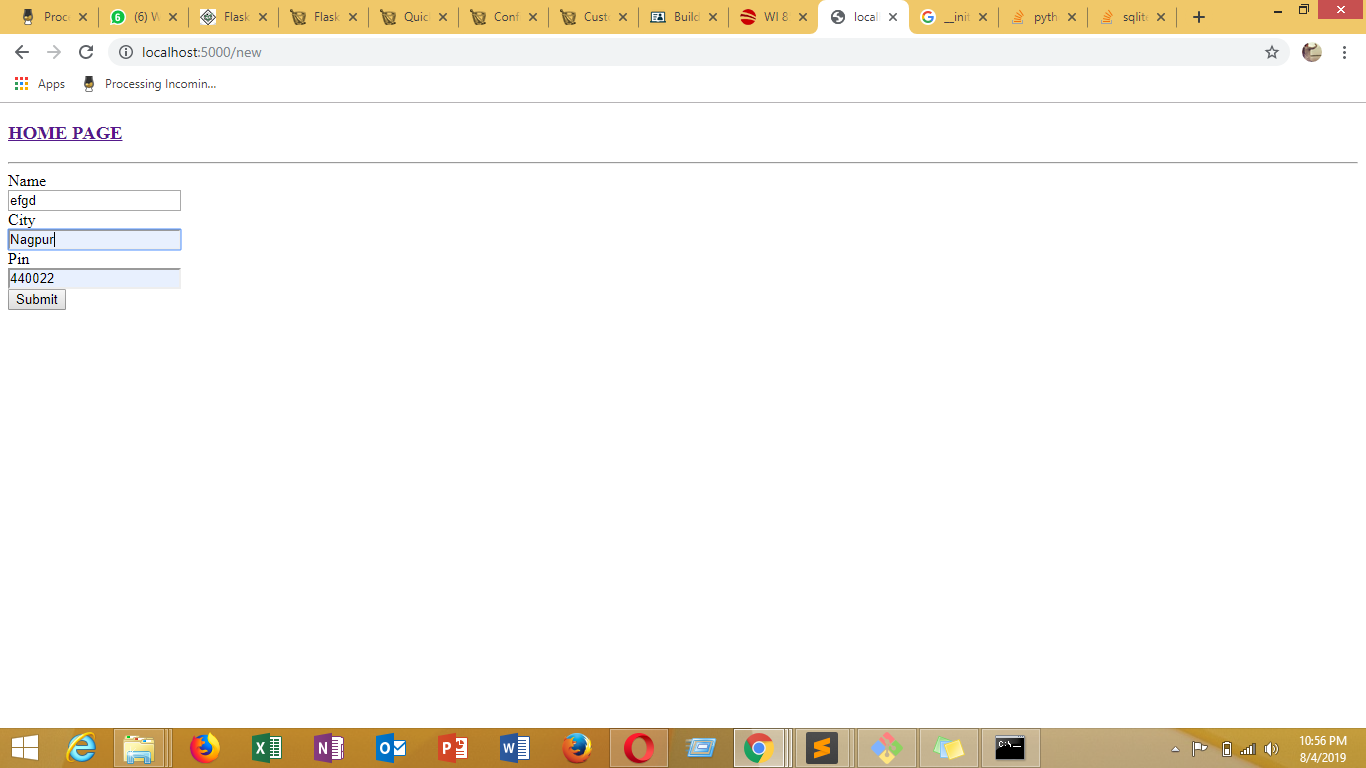 Proc (6) W Flask Flask Quic Conf Cust Build WI 8 local __init pyth sqlite
localhost:5000/new
Apps Processing Incomin...
HOME PAGE
Name
efgd
City
Nagpur
Pin
440022
Submit
10:56 PM
8/4/2019